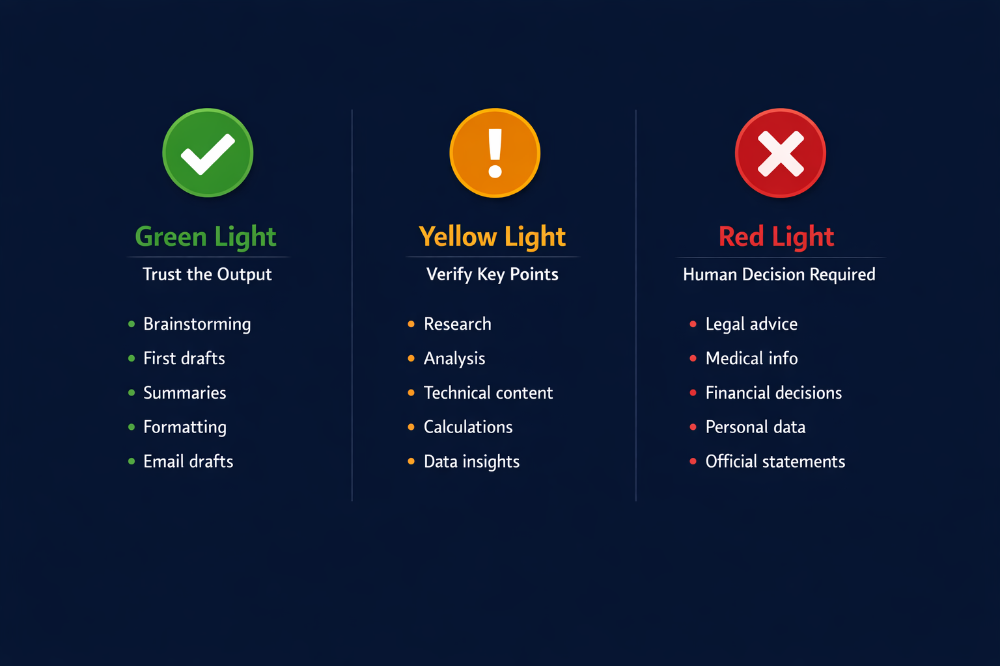 Green Light
Trust the Output
Brainstorming
First drafts
Summaries
Formatting
Email drafts
Yellow Light
Verify Key Points
Research
Analysis
Technical content
Calculations
Data insights
Red Light
Human Decision Required
Legal advice
Medical info
Financial decisions
Personal data
Official statements